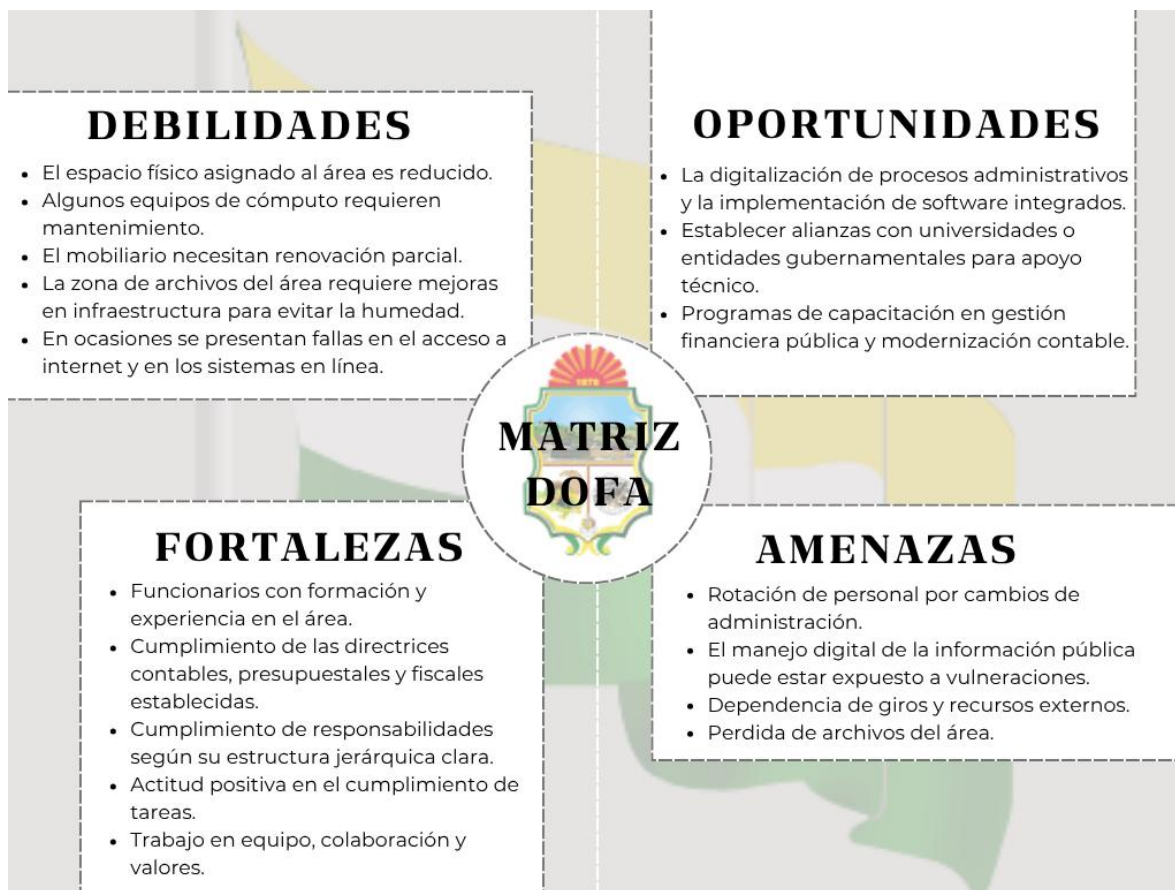 DEBILIDADES
• El espacio físico asignado al área es reducido.
• Algunos equipos de cómputo requieren
mantenimiento.
• El mobiliario necesitan renovación parcial.
• La zona de archivos del área requiere mejoras
en infraestructura para evitar la humedad.
• En ocasiones se presentan fallas en el acceso a
internet y en los sistemas en línea.
OPORTUNIDADES
• La digitalización de procesos administrativos
y la implementación de software integrados.
• Establecer alianzas con universidades o
entidades gubernamentales para apoyo
técnico.
• Programas de capacitación en gestión
financiera pública y modernización contable.
MATRIZ
DOFA
FORTALEZAS
• Funcionarios con formación y
experiencia en el área.
• Cumplimiento de las directrices
contables, presupuestales y fiscales
establecidas.
• Cumplimiento de responsabilidades
según su estructura jerárquica clara.
• Actitud positiva en el cumplimiento de
tareas.
• Trabajo en equipo, colaboración y
valores.
AMENAZAS
• Rotación de personal por cambios de
administración.
• El manejo digital de la información pública
puede estar expuesto a vulneraciones.
• Dependencia de giros y recursos externos.
• Perdida de archivos del área.